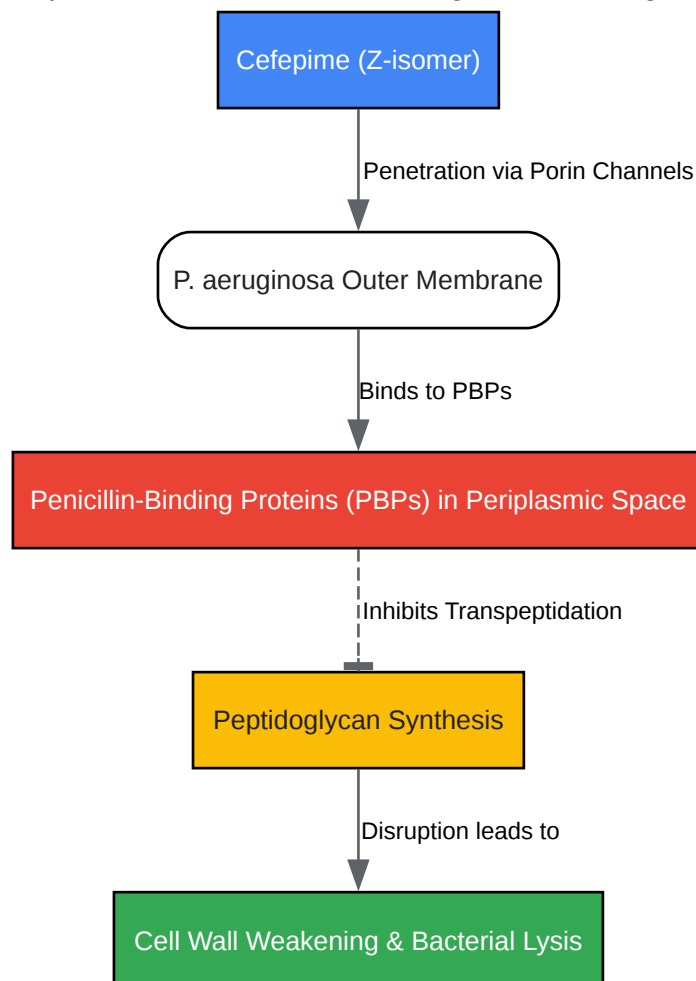 Cefepime (Z-isomer)
Penetration via Porin Channels
P. aeruginosa Outer Membrane
Binds to PBPs
Penicillin-Binding Proteins (PBPs) in Periplasmic Space
Inhibits Transpeptidation
Peptidoglycan Synthesis
Disruption leads to
Cell Wall Weakening & Bacterial Lysis